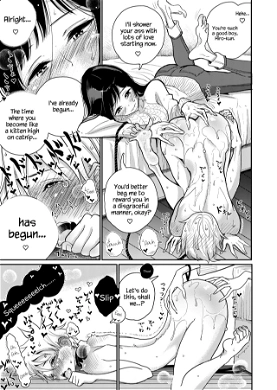 Hehe...
You're such
a good boy,
Hiro-kun.
I'll shower
your ass with
lots of love
starting now.
Alright...
I've already
begun...
The time
where you
become like
a kitten high
on catnip...
has
begun...
You'd better
beg me to
reward you in
a disgraceful
manner, okay?
Let's do
this, shall
we...?
Slip
Squeeeeeelch...